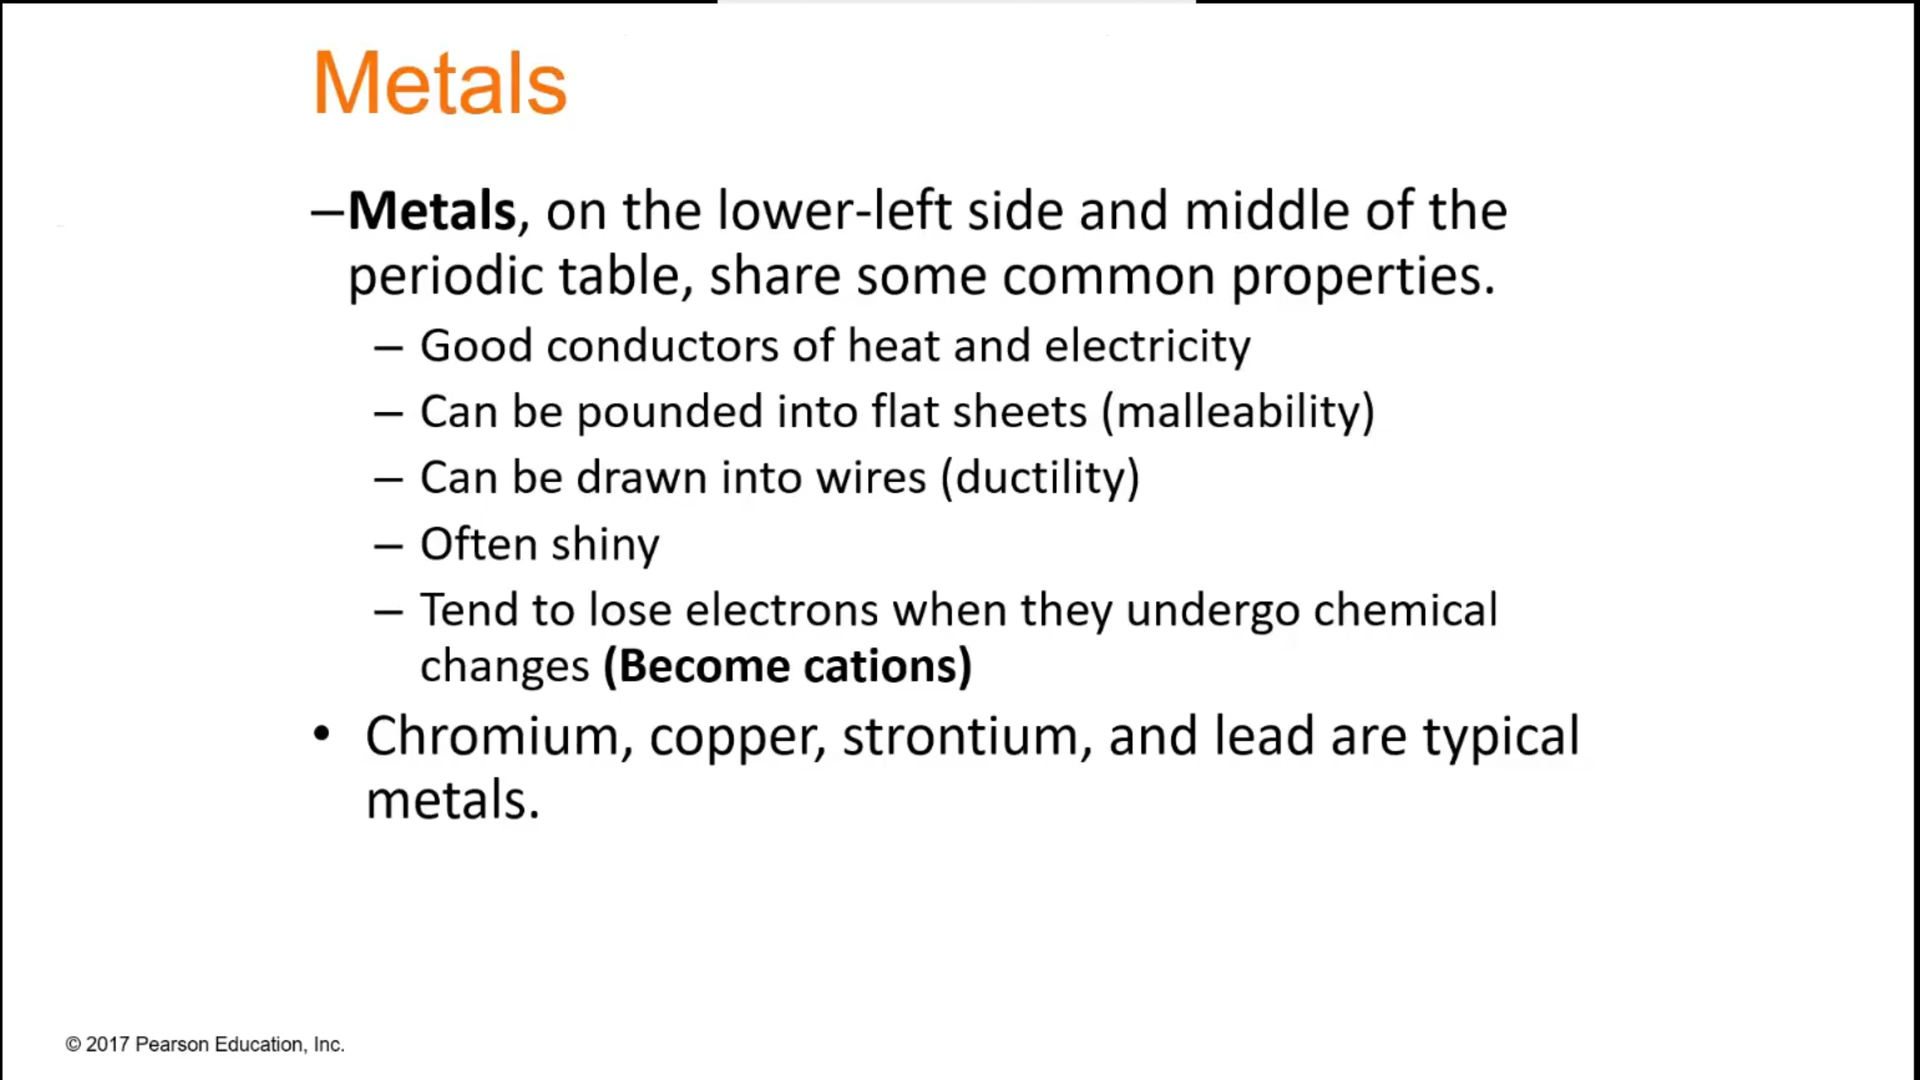 Metals
–Metals, on the lower-left side and middle of the
periodic table, share some common properties.
– Good conductors of heat and electricity
– Can be pounded into flat sheets (malleability)
– Can be drawn into wires (ductility)
– Often shiny
– Tend to lose electrons when they undergo chemical
changes (Become cations)
• Chromium, copper, strontium, and lead are typical
metals.
© 2017 Pearson Education, Inc.